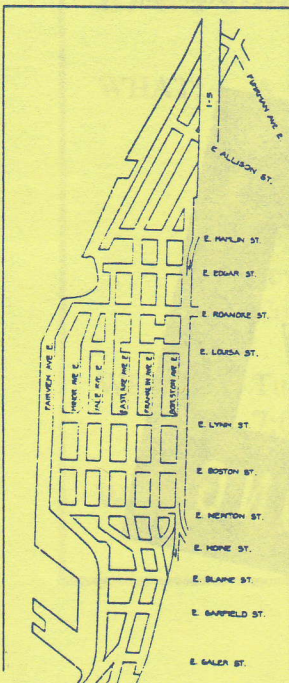 I-5
FUHRMAN AVE E.
E ALLISON ST.
E. HAMLIN ST.
E. EDGAR ST.
E. ROANOKE ST.
E. LOUISA ST.
FAIRVIEW AVE E.
MINOR AVE E.
YALE AVE E.
EASTLAKE AVE E.
FRANKLIN AVE E.
BOYLSTON AVE E.
E. LYNN ST.
E. BOSTON ST.
E. NEWTON ST.
E. HOWE ST.
E. BLAINE ST.
E. GARFIELD ST.
E. GALER ST.